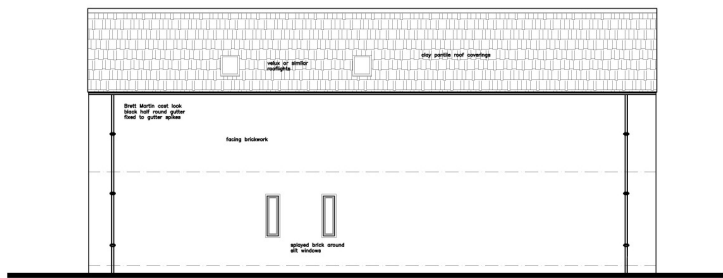 velux or similar
rooflights
clay pantile roof coverings
Brett Martin cast look
black half round gutter
fixed to gutter spikes
facing brickwork
splayed brick around
slit windows